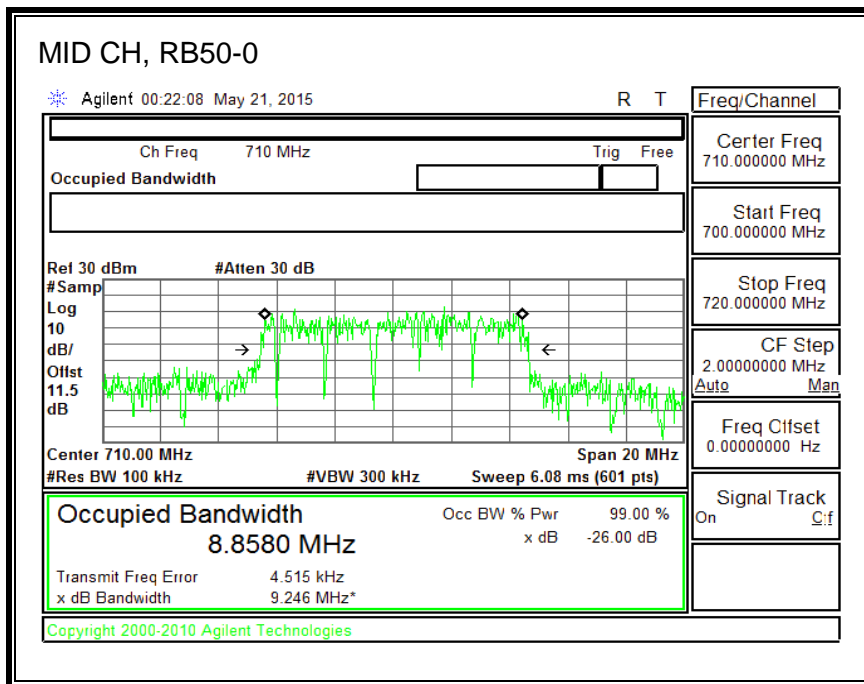 MID CH, RB50-0
Agilent 00:22:08 May 21, 2015 R T
Freq/Channel
Ch Freq 710 MHz Trig Free
Occupied Bandwidth
Center Freq
710.000000 MHz
Start Freq
700.000000 MHz
Stop Freq
720.000000 MHz
CF Step
2.00000000 MHz
Auto Man
Freq Offset
0.00000000 Hz
Signal Track
On Off
Ref 30 dBm #Atten 30 dB
#Samp
Log
10
dB/
Offst
11.5
dB
Center 710.00 MHz Span 20 MHz
#Res BW 100 kHz #VBW 300 kHz Sweep 6.08 ms (601 pts)
Occupied Bandwidth
8.8580 MHz
Occ BW % Pwr 99.00 %
x dB -26.00 dB
Transmit Freq Error 4.515 kHz
x dB Bandwidth 9.246 MHz*
Copyright 2000-2010 Agilent Technologies